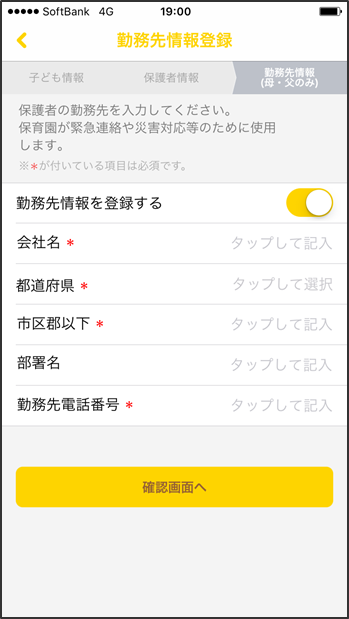 SoftBank 4G 19:00
勤務先情報登録
子ども情報 保護者情報 勤務先情報
(母・父のみ)
保護者の勤務先を入力してください。
保育園が緊急連絡や災害対応等のために使用
します。
※*が付いている項目は必須です。
勤務先情報を登録する
会社名 * タップして記入
都道府県 * タップして選択
市区郡以下 * タップして記入
部署名 タップして記入
勤務先電話番号 * タップして記入
確認画面へ